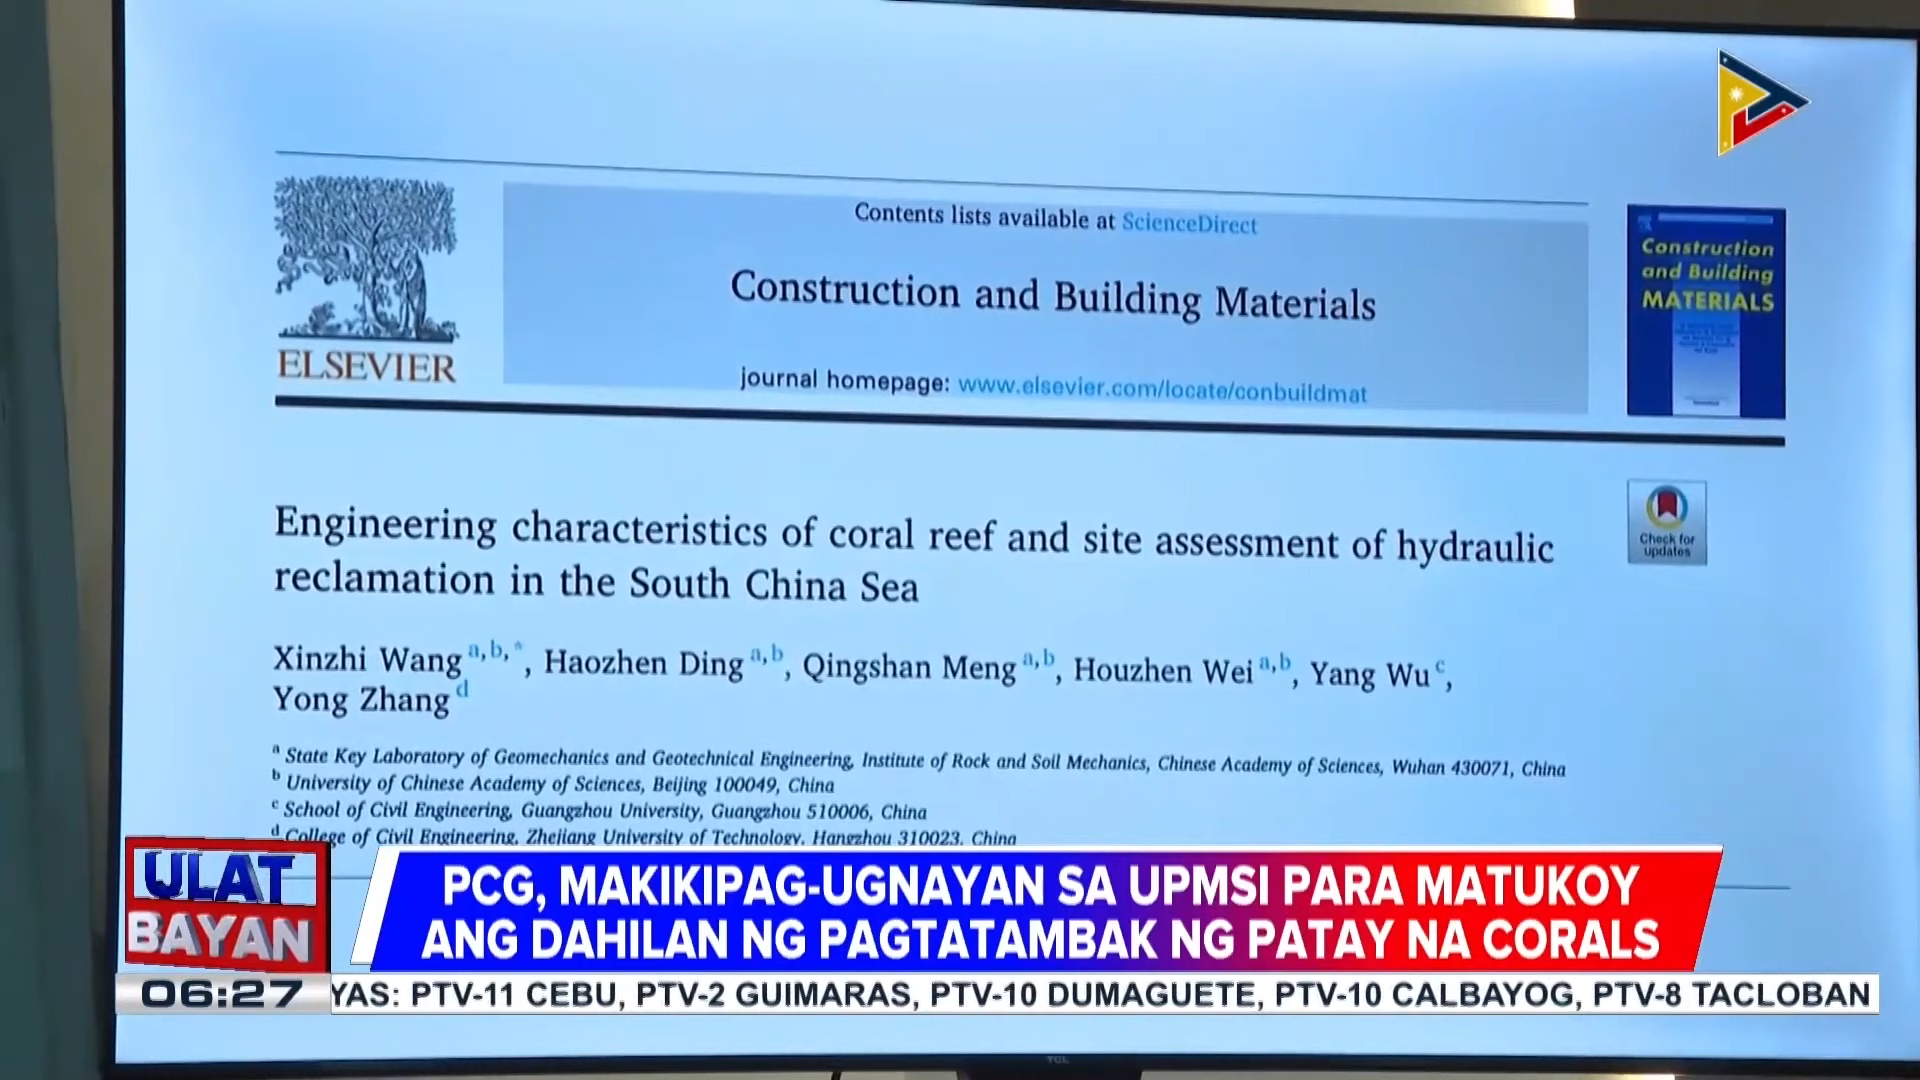 Contents lists available at ScienceDirect
Construction and Building Materials
journal homepage: www.elsevier.com/locate/conbuildmat
ELSEVIER
Construction
and Building
MATERIALS
Engineering characteristics of coral reef and site assessment of hydraulic
reclamation in the South China Sea
Check for
updates
Xinzhi Wang a,b,*, Haozhen Ding a,b, Qingshan Meng a,b, Houzhen Wei a,b, Yang Wu c,
Yong Zhang d
a State Key Laboratory of Geomechanics and Geotechnical Engineering, Institute of Rock and Soil Mechanics, Chinese Academy of Sciences, Wuhan 430071, China
b University of Chinese Academy of Sciences, Beijing 100049, China
c School of Civil Engineering, Guangzhou University, Guangzhou 510006, China
d College of Civil Engineering, Zhejiang University of Technology, Hangzhou 310023, China
ULAT
BAYAN
PCG, MAKIKIPAG-UGNAYAN SA UPMSI PARA MATUKOY
ANG DAHILAN NG PAGTATAMBAK NG PATAY NA CORALS
06:27
YAS: PTV-11 CEBU, PTV-2 GUIMARAS, PTV-10 DUMAGUETE, PTV-10 CALBAYOG, PTV-8 TACLOBAN
TCL